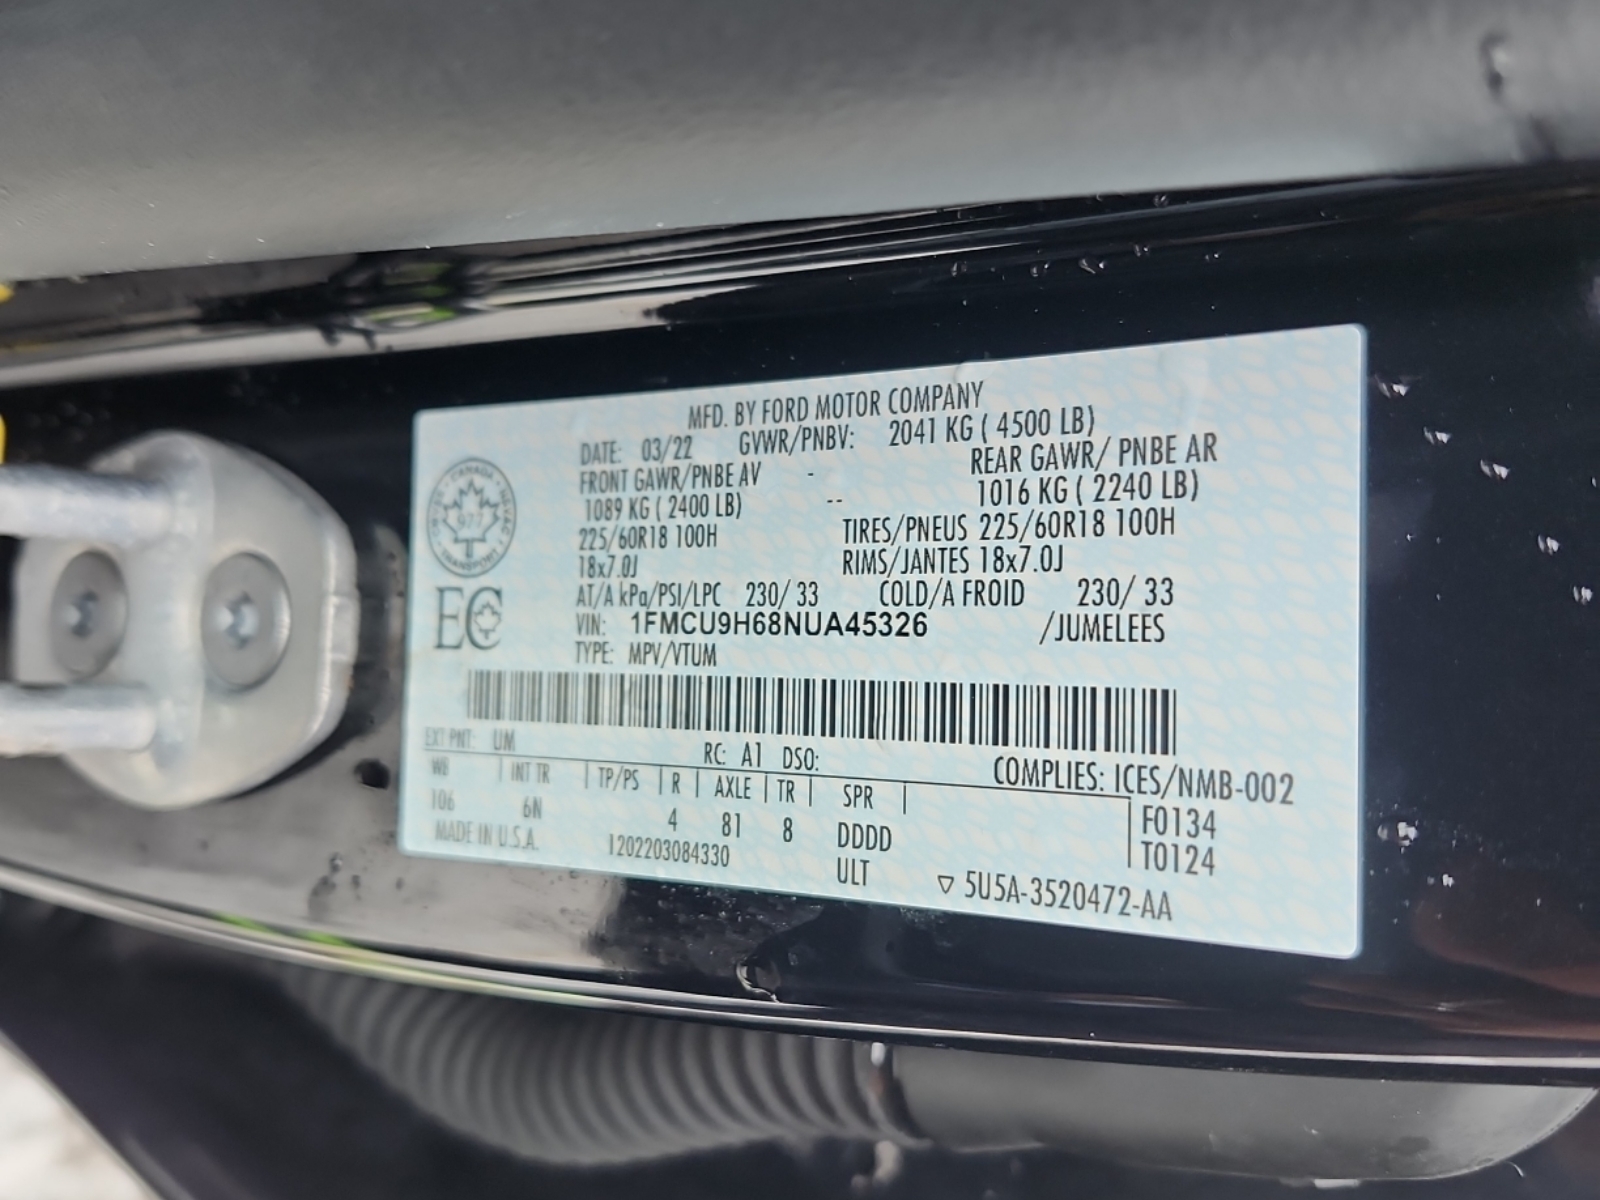 MFD. BY FORD MOTOR COMPANY
DATE: 03/22 GVWR/PNBV: 2041 KG ( 4500 LB)
FRONT GAWR/PNBE AV - REAR GAWR/ PNBE AR
1089 KG ( 2400 LB) -- 1016 KG ( 2240 LB)
225/60R18 100H TIRES/PNEUS 225/60R18 100H
18x7.0J RIMS/JANTES 18x7.0J
AT/A kPa/PSI/LPC 230/ 33 COLD/A FROID 230/ 33
VIN: 1FMCU9H68NUA45326 /JUMELEES
TYPE: MPV/VTUM
CANADA
977
TRANSPORT
EC
EXT PNT: UM RC: A1 DSO:
COMPLIES: ICES/NMB-002
WB | INT TR | TP/PS | R | AXLE | TR | SPR |
106 6N 4 81 8 DDDD
F0134
T0124
MADE IN U.S.A. 1202203084330 ULT
▽ 5U5A-3520472-AA